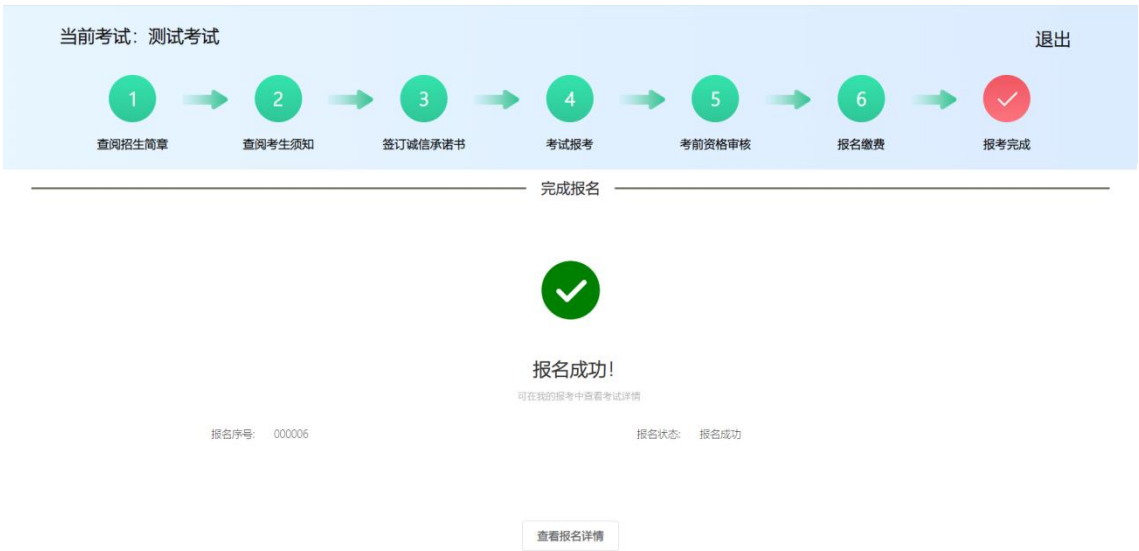 当前考试：测试考试
退出
1
2
3
4
5
6
查阅招生简章
查阅考生须知
签订诚信承诺书
考试报考
考前资格审核
报名缴费
报考完成
完成报名
报名成功！
可在我的报考中查看考试详情
报名序号: 000006
报名状态: 报名成功
查看报名详情